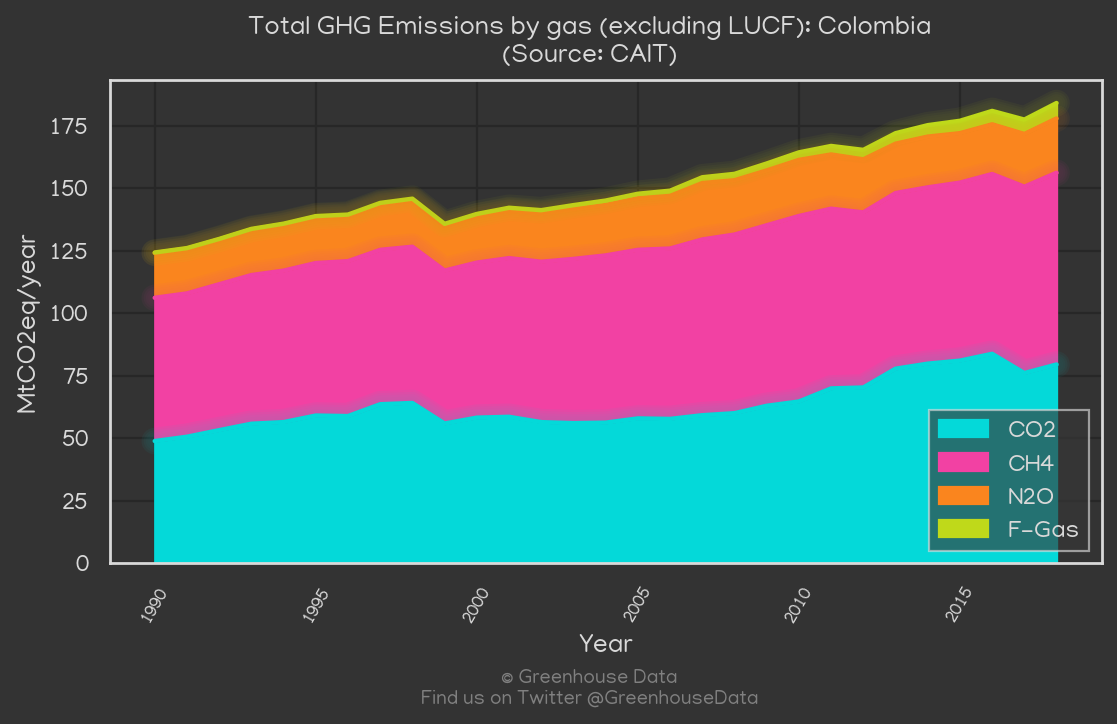 Total GHG Emissions by gas (excluding LUCF): Colombia
(Source: CAIT)
MtCO2eq/year
175
150
125
100
75
50
25
0
CO2
CH4
N2O
F-Gas
1990
1995
2000
2005
2010
2015
Year
© Greenhouse Data
Find us on Twitter @GreenhouseData